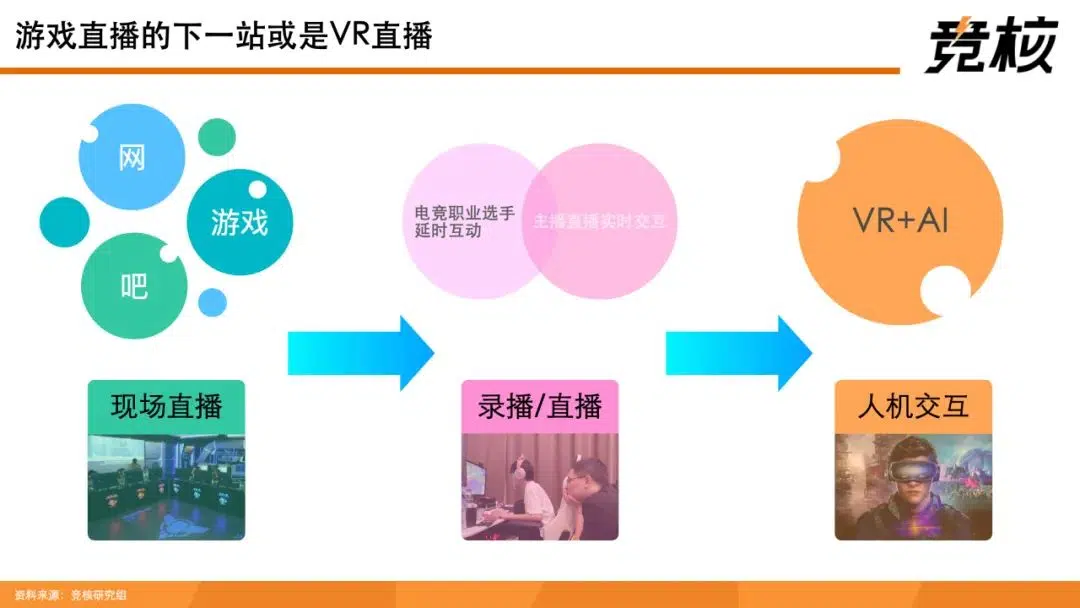 游戏直播的下一站或是VR直播
竞核
网
游戏
吧
电竞职业选手
延时互动
主播直播实时交互
VR+AI
现场直播
录播/直播
人机交互
资料来源：竞核研究组